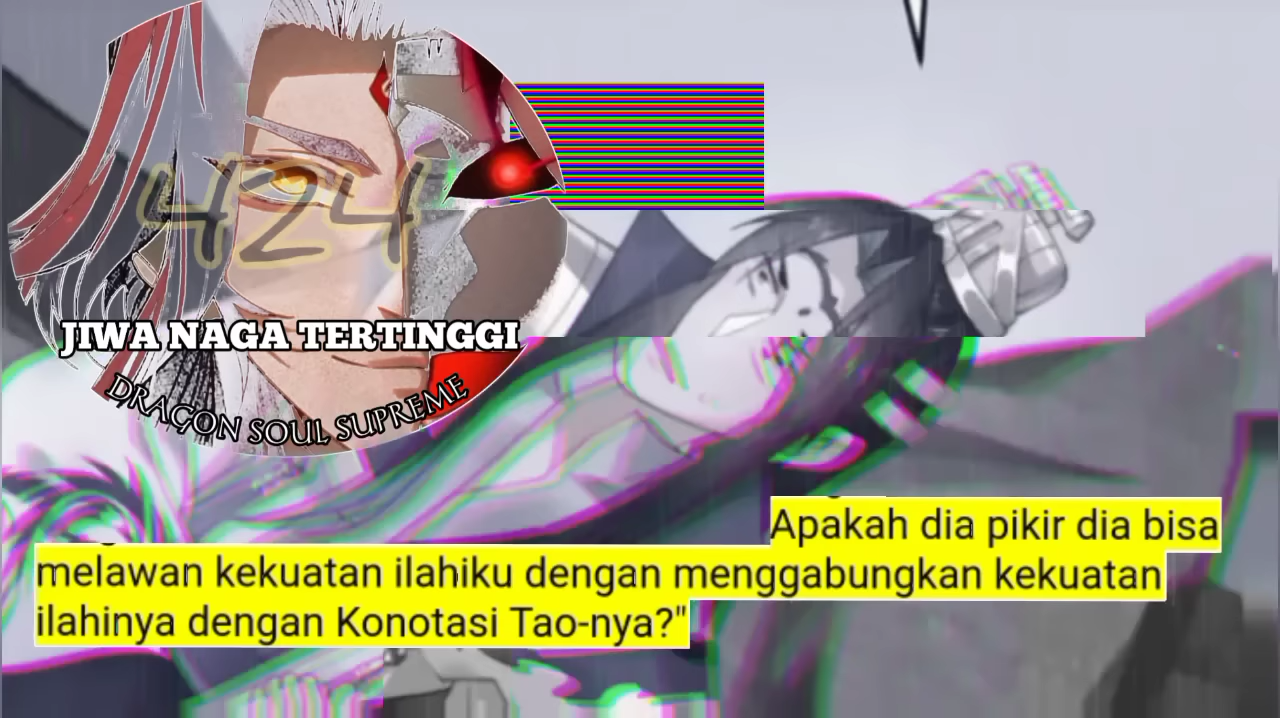 424
JIWA NAGA TERTINGGI
DRAGON SOUL SUPREME
Apakah dia pikir dia bisa
melawan kekuatan ilahiku dengan menggabungkan kekuatan
ilahinya dengan Konotasi Tao-nya?"